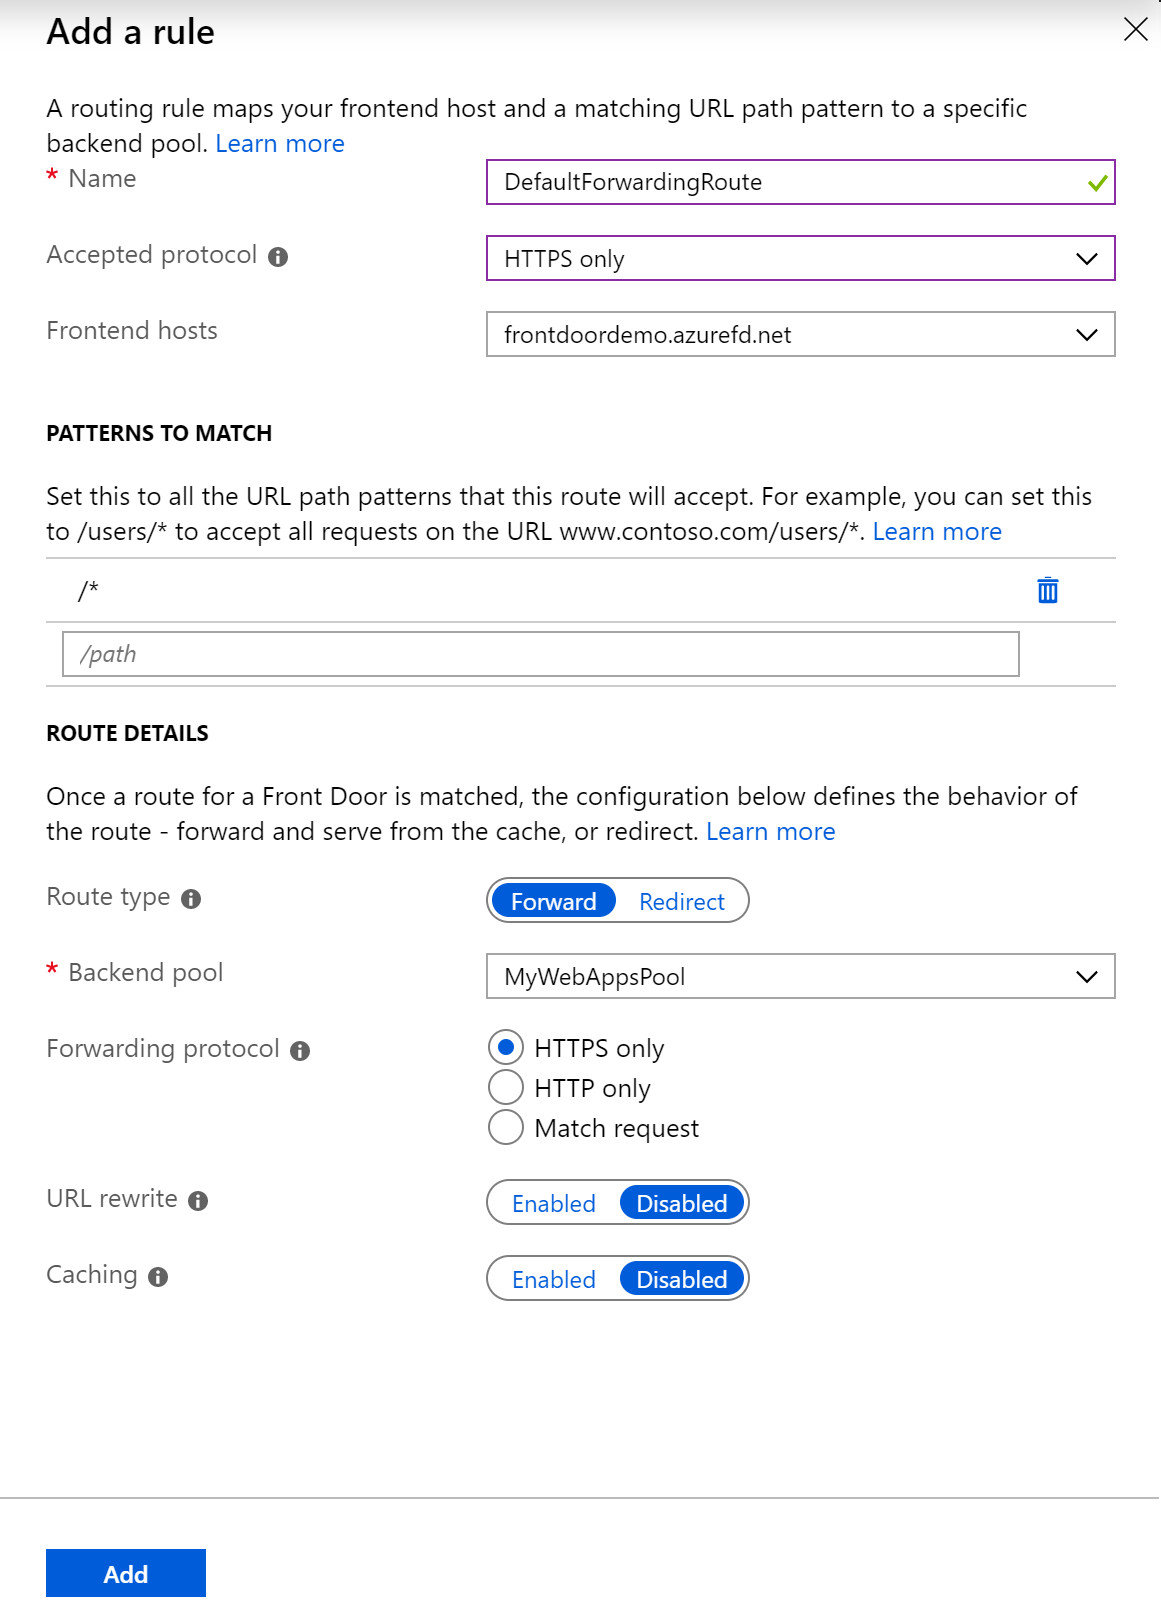 Add a rule
A routing rule maps your frontend host and a matching URL path pattern to a specific
backend pool. Learn more
* Name
DefaultForwardingRoute
Accepted protocol
HTTPS only
Frontend hosts
frontdoordemo.azurefd.net
PATTERNS TO MATCH
Set this to all the URL path patterns that this route will accept. For example, you can set this
to /users/* to accept all requests on the URL www.contoso.com/users/*. Learn more
/*
/path
ROUTE DETAILS
Once a route for a Front Door is matched, the configuration below defines the behavior of
the route - forward and serve from the cache, or redirect. Learn more
Route type
Forward Redirect
* Backend pool
MyWebAppsPool
Forwarding protocol
HTTPS only
HTTP only
Match request
URL rewrite
Enabled Disabled
Caching
Enabled Disabled
Add